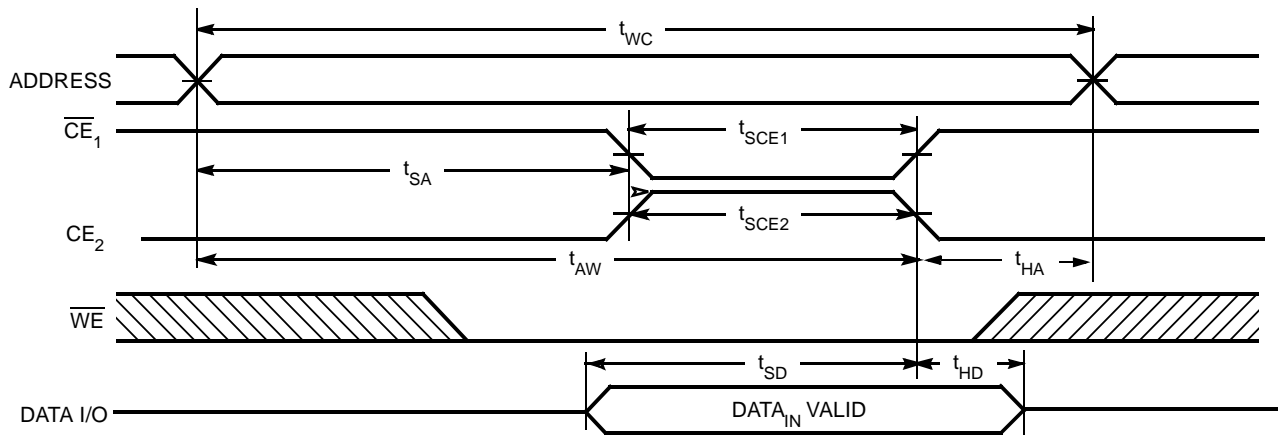 tWC
ADDRESS
CE1
tSCE1
tSA
tSCE2
CE2
tAW
tHA
WE
tSD
tHD
DATA I/O
DATAIN VALID